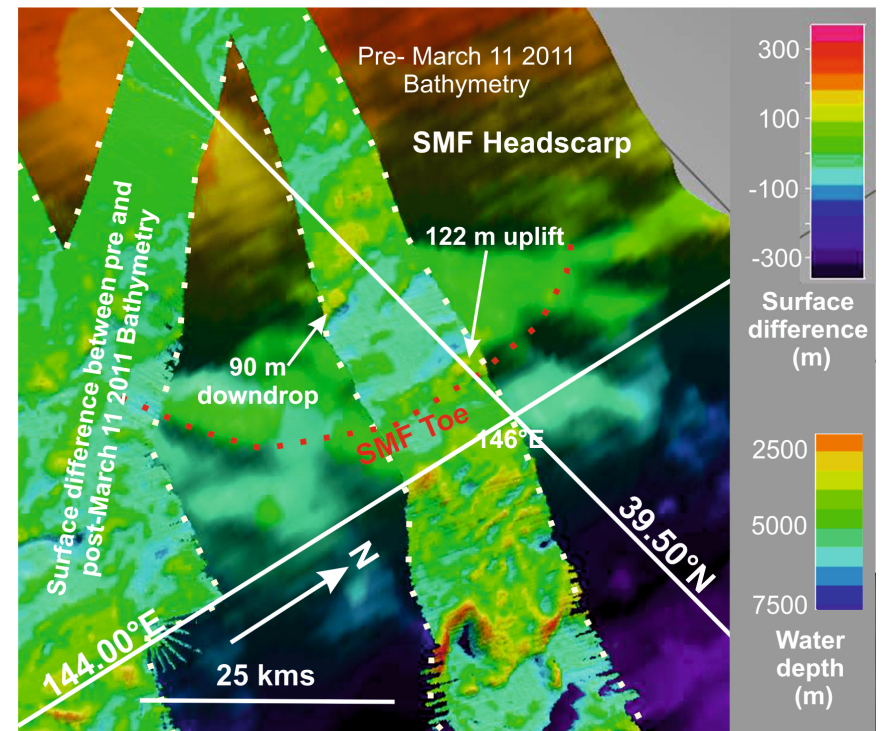 Pre- March 11 2011
Bathymetry
SMF Headscarp
122 m uplift
90 m
downdrop
SMF Toe
146°E
39.50°N
N
144.00°E
25 kms
Surface difference between pre and
post-March 11 2011 Bathymetry
300
100
-100
-300
Surface
difference
(m)
2500
5000
7500
Water
depth
(m)